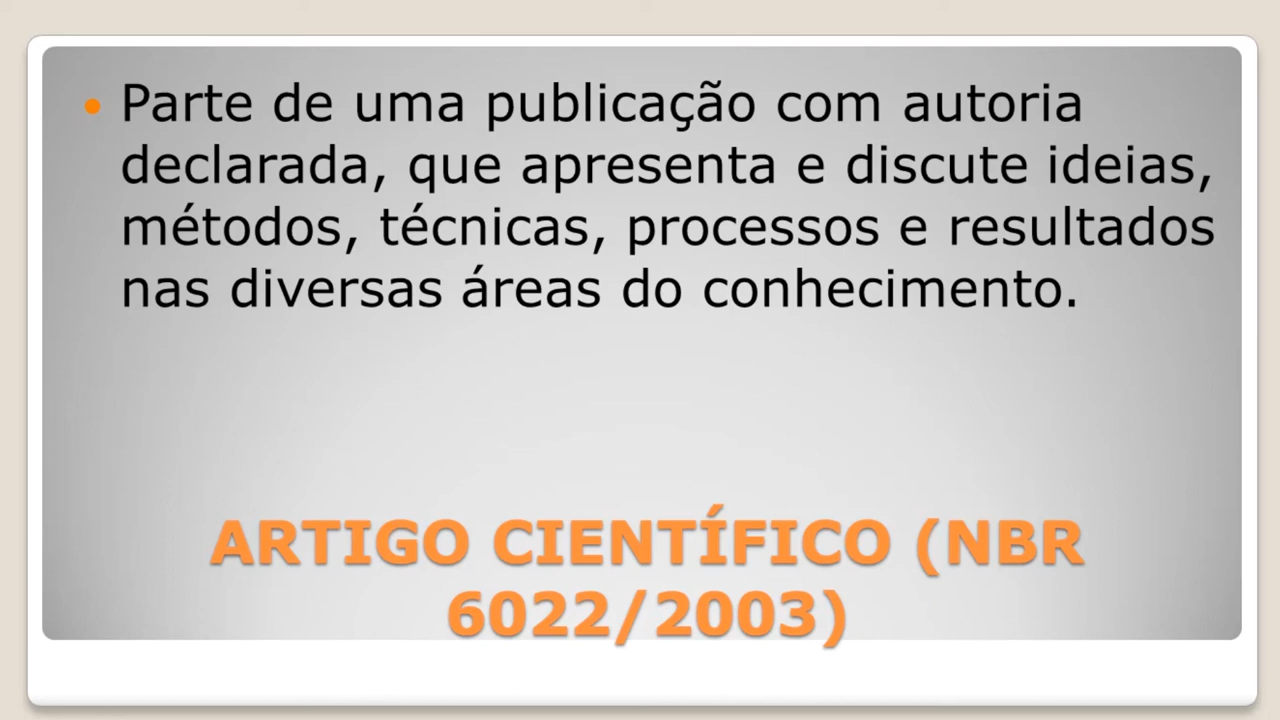 Parte de uma publicação com autoria
declarada, que apresenta e discute ideias,
métodos, técnicas, processos e resultados
nas diversas áreas do conhecimento.
ARTIGO CIENTÍFICO (NBR
6022/2003)